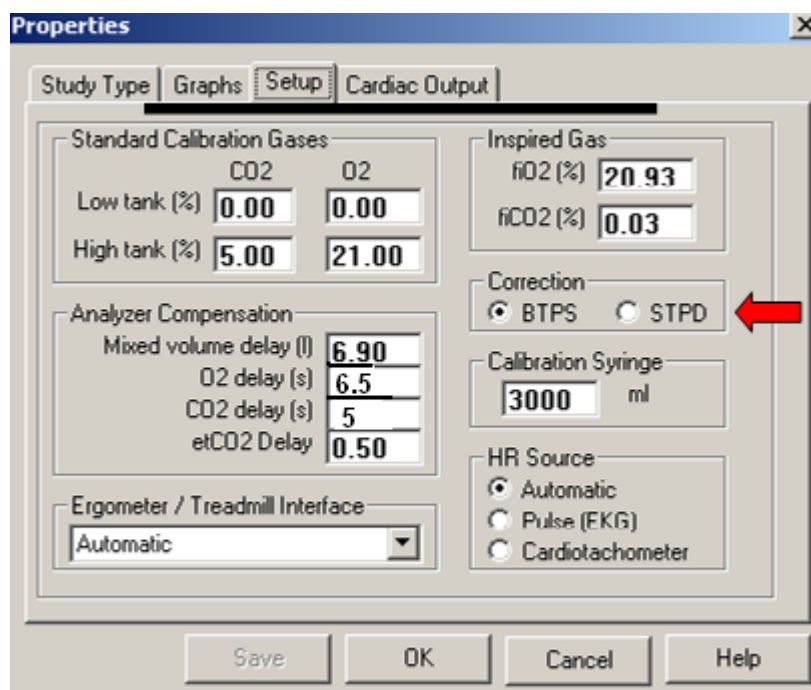 Properties
Study Type Graphs Setup Cardiac Output
Standard Calibration Gases
CO2 O2
Low tank (%) 0.00 0.00
High tank (%) 5.00 21.00
Analyzer Compensation
Mixed volume delay (l) 6.90
O2 delay (s) 6.5
CO2 delay (s) 5
etCO2 Delay 0.50
Ergometer / Treadmill Interface
Automatic
Inspired Gas
fiO2 (%) 20.93
fiCO2 (%) 0.03
Correction
BTPS STPD
Calibration Syringe
3000 ml
HR Source
Automatic
Pulse (EKG)
Cardiotachometer
Save OK Cancel Help